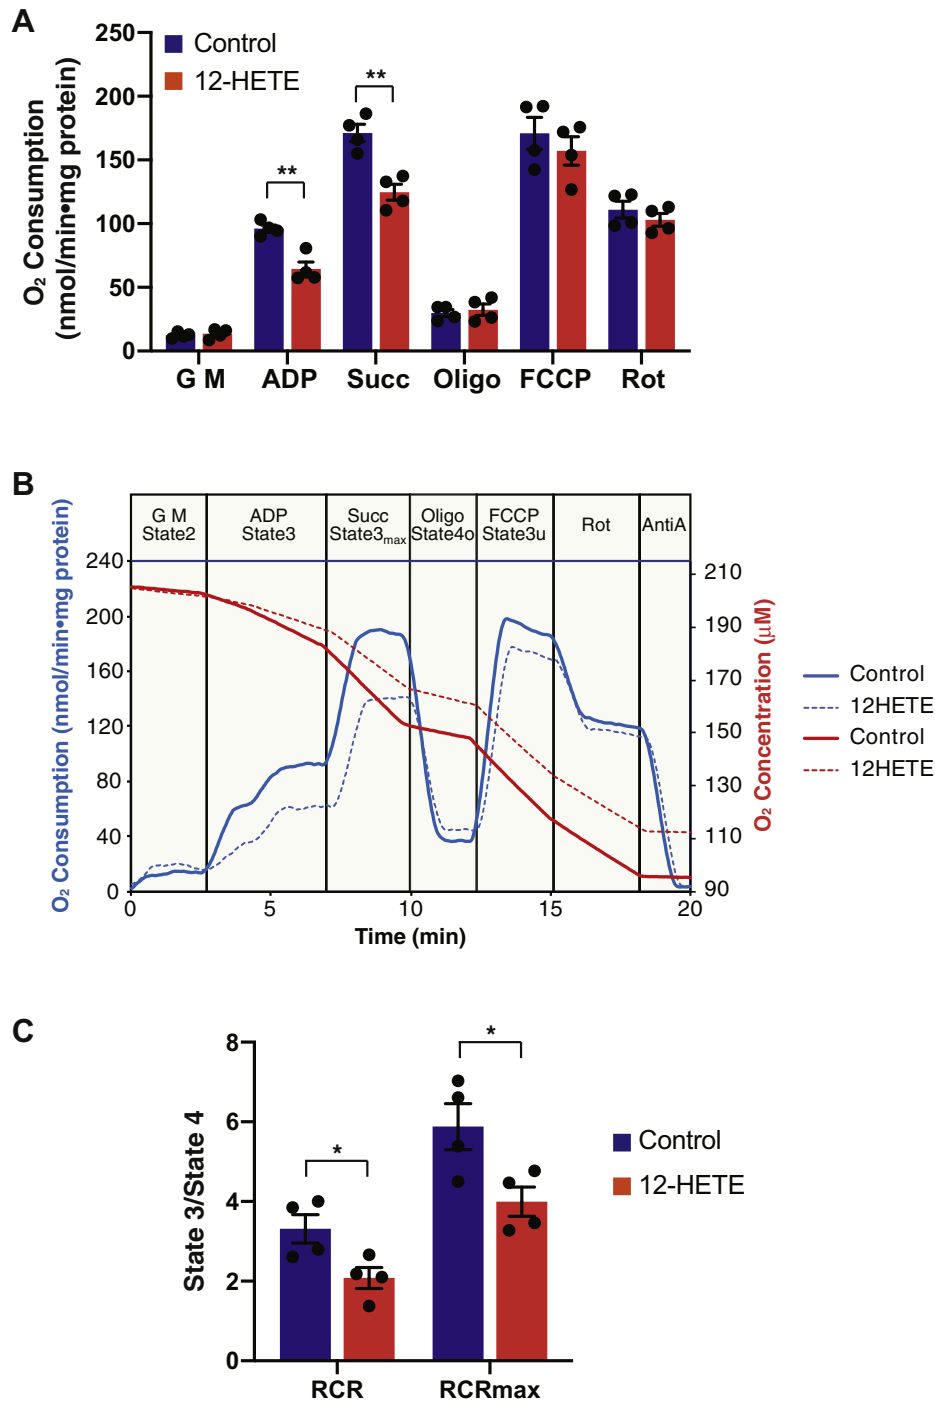 A
O₂ Consumption
(nmol/min•mg protein)
250
200
150
100
50
0
Control
12-HETE
**
**
G M
ADP
Succ
Oligo
FCCP
Rot
B
O₂ Consumption (nmol/min•mg protein)
240
200
160
120
80
40
0
G M
State2
ADP
State3
Succ
State3max
Oligo
State4o
FCCP
State3u
Rot
AntiA
210
190
170
150
130
110
90
O₂ Concentration (μM)
0
5
10
15
20
Time (min)
Control
12HETE
Control
12HETE
C
State 3/State 4
8
6
4
2
0
*
*
RCR
RCRmax
Control
12-HETE